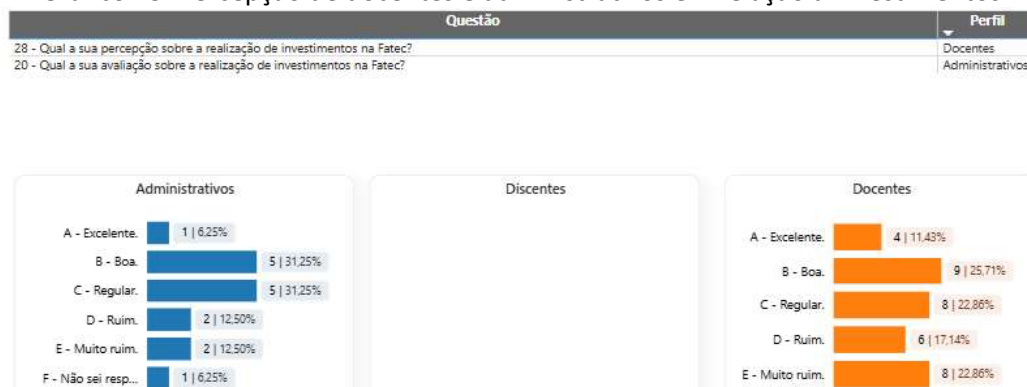 Questão Perfil
28 - Qual a sua percepção sobre a realização de investimentos na Fatec? Docentes
20 - Qual a sua avaliação sobre a realização de investimentos na Fatec? Administrativos
Administrativos
A - Excelente. 1 | 6,25%
B - Boa. 5 | 31,25%
C - Regular. 5 | 31,25%
D - Ruim. 2 | 12,50%
E - Muito ruim. 2 | 12,50%
F - Não sei resp... 1 | 6,25%
Discentes
Docentes
A - Excelente. 4 | 11,43%
B - Boa. 9 | 25,71%
C - Regular. 8 | 22,86%
D - Ruim. 6 | 17,14%
E - Muito ruim. 8 | 22,86%